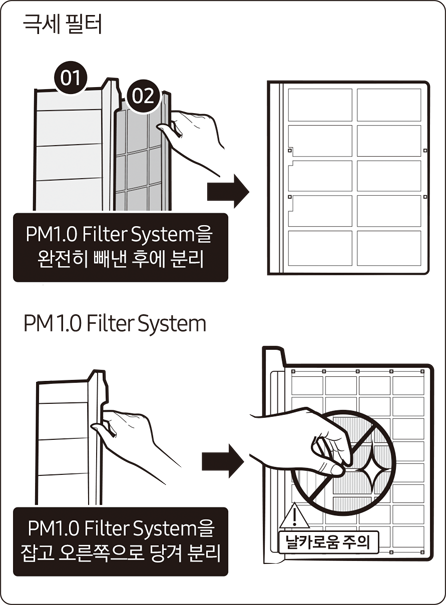 극세 필터
01
02
PM1.0 Filter System을
완전히 빼낸 후에 분리
PM 1.0 Filter System
PM1.0 Filter System을
잡고 오른쪽으로 당겨 분리
날카로움 주의